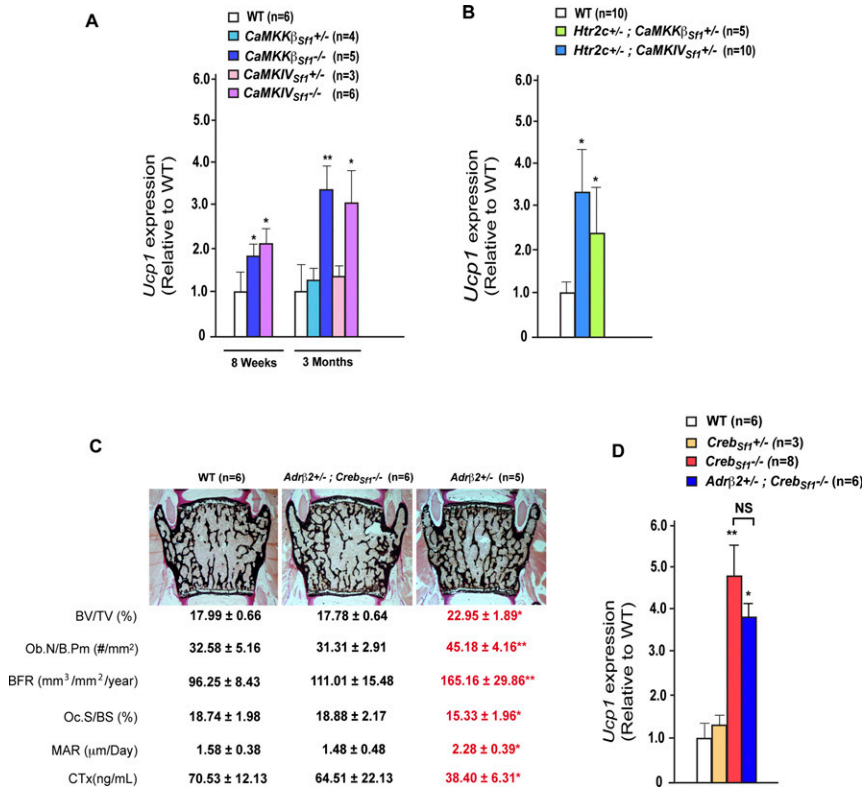 A
WT (n=6)
CaMKKβSf1+/- (n=4)
CaMKKβSf1-/- (n=5)
CaMKIVSf1+/- (n=3)
CaMKIVSf1-/- (n=6)
Ucp1 expression
(Relative to WT)
6.0
5.0
4.0
3.0
2.0
1.0
0
* * ** *
8 Weeks 3 Months
B
WT (n=10)
Htr2c+/- ; CaMKKβSf1+/- (n=5)
Htr2c+/- ; CaMKIVSf1+/- (n=10)
Ucp1 expression
(Relative to WT)
6.0
5.0
4.0
3.0
2.0
1.0
0
* *
C
WT (n=6) Adrβ2+/- ; CrebSf1-/- (n=6) Adrβ2+/- (n=5)
BV/TV (%) 17.99 ± 0.66 17.78 ± 0.64 22.95 ± 1.89*
Ob.N/B.Pm (#/mm²) 32.58 ± 5.16 31.31 ± 2.91 45.18 ± 4.16**
BFR (mm³/mm²/year) 96.25 ± 8.43 111.01 ± 15.48 165.16 ± 29.86**
Oc.S/BS (%) 18.74 ± 1.98 18.88 ± 2.17 15.33 ± 1.96*
MAR (μm/Day) 1.58 ± 0.38 1.48 ± 0.48 2.28 ± 0.39*
CTx(ng/mL) 70.53 ± 12.13 64.51 ± 22.13 38.40 ± 6.31*
D
WT (n=6)
CrebSf1+/- (n=3)
CrebSf1-/- (n=8)
Adrβ2+/- ; CrebSf1-/- (n=6)
NS
** *
Ucp1 expression
(Relative to WT)
6.0
5.0
4.0
3.0
2.0
1.0
0